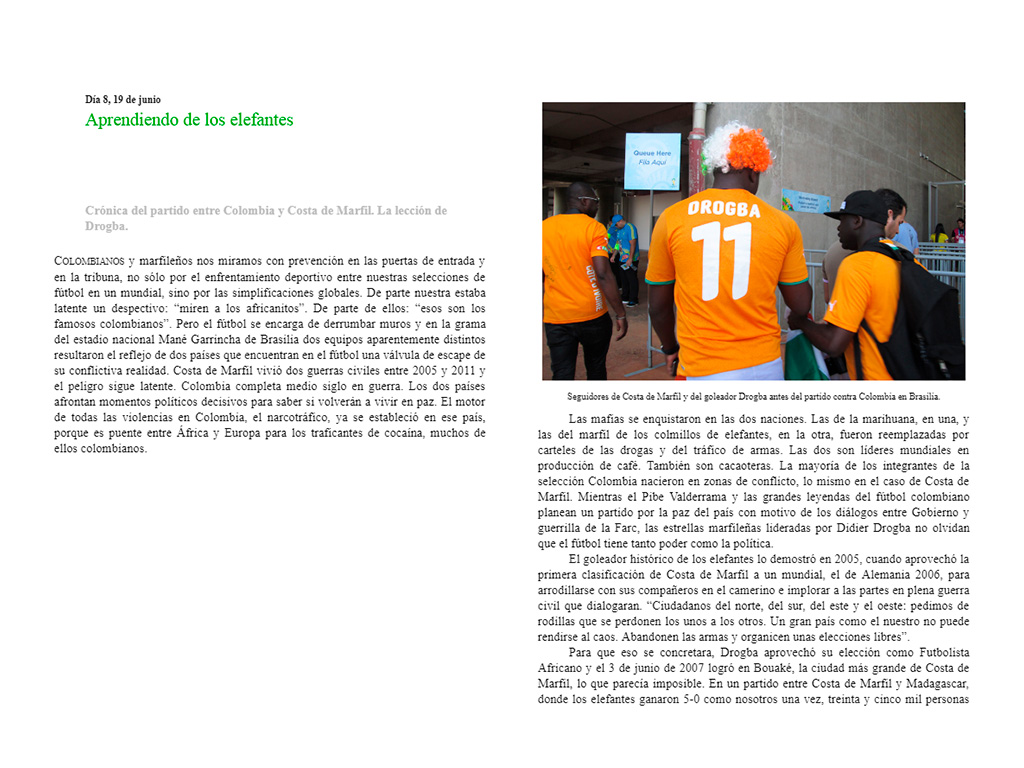 Día 8, 19 de junio
Aprendiendo de los elefantes
Crónica del partido entre Colombia y Costa de Marfil. La lección de
Drogba.
COLOMBIANOS y marfileños nos miramos con prevención en las puertas de entrada y
en la tribuna, no sólo por el enfrentamiento deportivo entre nuestras selecciones de
fútbol en un mundial, sino por las simplificaciones globales. De parte nuestra estaba
latente un despectivo: “miren a los africanitos”. De parte de ellos: “esos son los
famosos colombianos”. Pero el fútbol se encarga de derrumbar muros y en la grama
del estadio nacional Mané Garrincha de Brasilia dos equipos aparentemente distintos
resultaron el reflejo de dos países que encuentran en el fútbol una válvula de escape de
su conflictiva realidad. Costa de Marfil vivió dos guerras civiles entre 2005 y 2011 y
el peligro sigue latente. Colombia completa medio siglo en guerra. Los dos países
afrontan momentos políticos decisivos para saber si volverán a vivir en paz. El motor
de todas las violencias en Colombia, el narcotráfico, ya se estableció en ese país,
porque es puente entre África y Europa para los traficantes de cocaína, muchos de
ellos colombianos.
Queue Here
Fila Aquí
DROGBA
11
Seguidores de Costa de Marfil y del goleador Drogba antes del partido contra Colombia en Brasilia.
Las mafias se enquistaron en las dos naciones. Las de la marihuana, en una, y
las del marfil de los colmillos de elefantes, en la otra, fueron reemplazadas por
carteles de las drogas y del tráfico de armas. Las dos son líderes mundiales en
producción de café. También son cacaoteras. La mayoría de los integrantes de la
selección Colombia nacieron en zonas de conflicto, lo mismo en el caso de Costa de
Marfil. Mientras el Pibe Valderrama y las grandes leyendas del fútbol colombiano
planean un partido por la paz del país con motivo de los diálogos entre Gobierno y
guerrilla de la Farc, las estrellas marfileñas lideradas por Didier Drogba no olvidan
que el fútbol tiene tanto poder como la política.
El goleador histórico de los elefantes lo demostró en 2005, cuando aprovechó la
primera clasificación de Costa de Marfil a un mundial, el de Alemania 2006, para
arrodillarse con sus compañeros en el camerino e implorar a las partes en plena guerra
civil que dialogaran. “Ciudadanos del norte, del sur, del este y el oeste: pedimos de
rodillas que se perdonen los unos a los otros. Un gran país como el nuestro no puede
rendirse al caos. Abandonen las armas y organicen unas elecciones libres”.
Para que eso se concretara, Drogba aprovechó su elección como Futbolista
Africano y el 3 de junio de 2007 logró en Bouaké, la ciudad más grande de Costa de
Marfil, lo que parecía imposible. En un partido entre Costa de Marfil y Madagascar,
donde los elefantes ganaron 5-0 como nosotros una vez, treinta y cinco mil personas